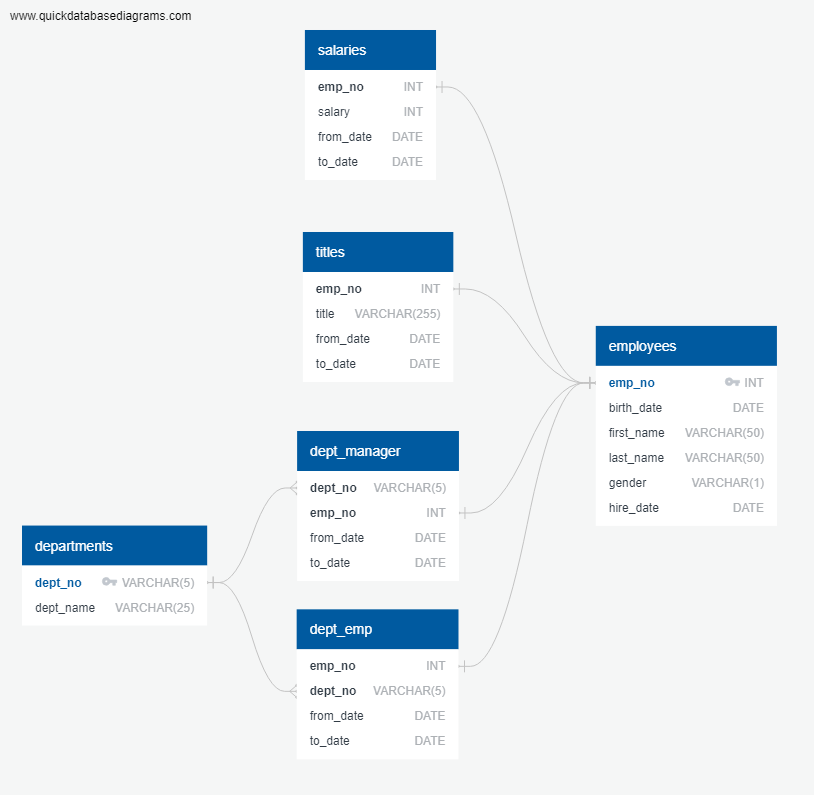 www.quickdatabasediagrams.com
salaries
emp_no INT
salary INT
from_date DATE
to_date DATE
titles
emp_no INT
title VARCHAR(255)
from_date DATE
to_date DATE
employees
emp_no INT
birth_date DATE
first_name VARCHAR(50)
last_name VARCHAR(50)
gender VARCHAR(1)
hire_date DATE
dept_manager
dept_no VARCHAR(5)
emp_no INT
from_date DATE
to_date DATE
departments
dept_no VARCHAR(5)
dept_name VARCHAR(25)
dept_emp
emp_no INT
dept_no VARCHAR(5)
from_date DATE
to_date DATE